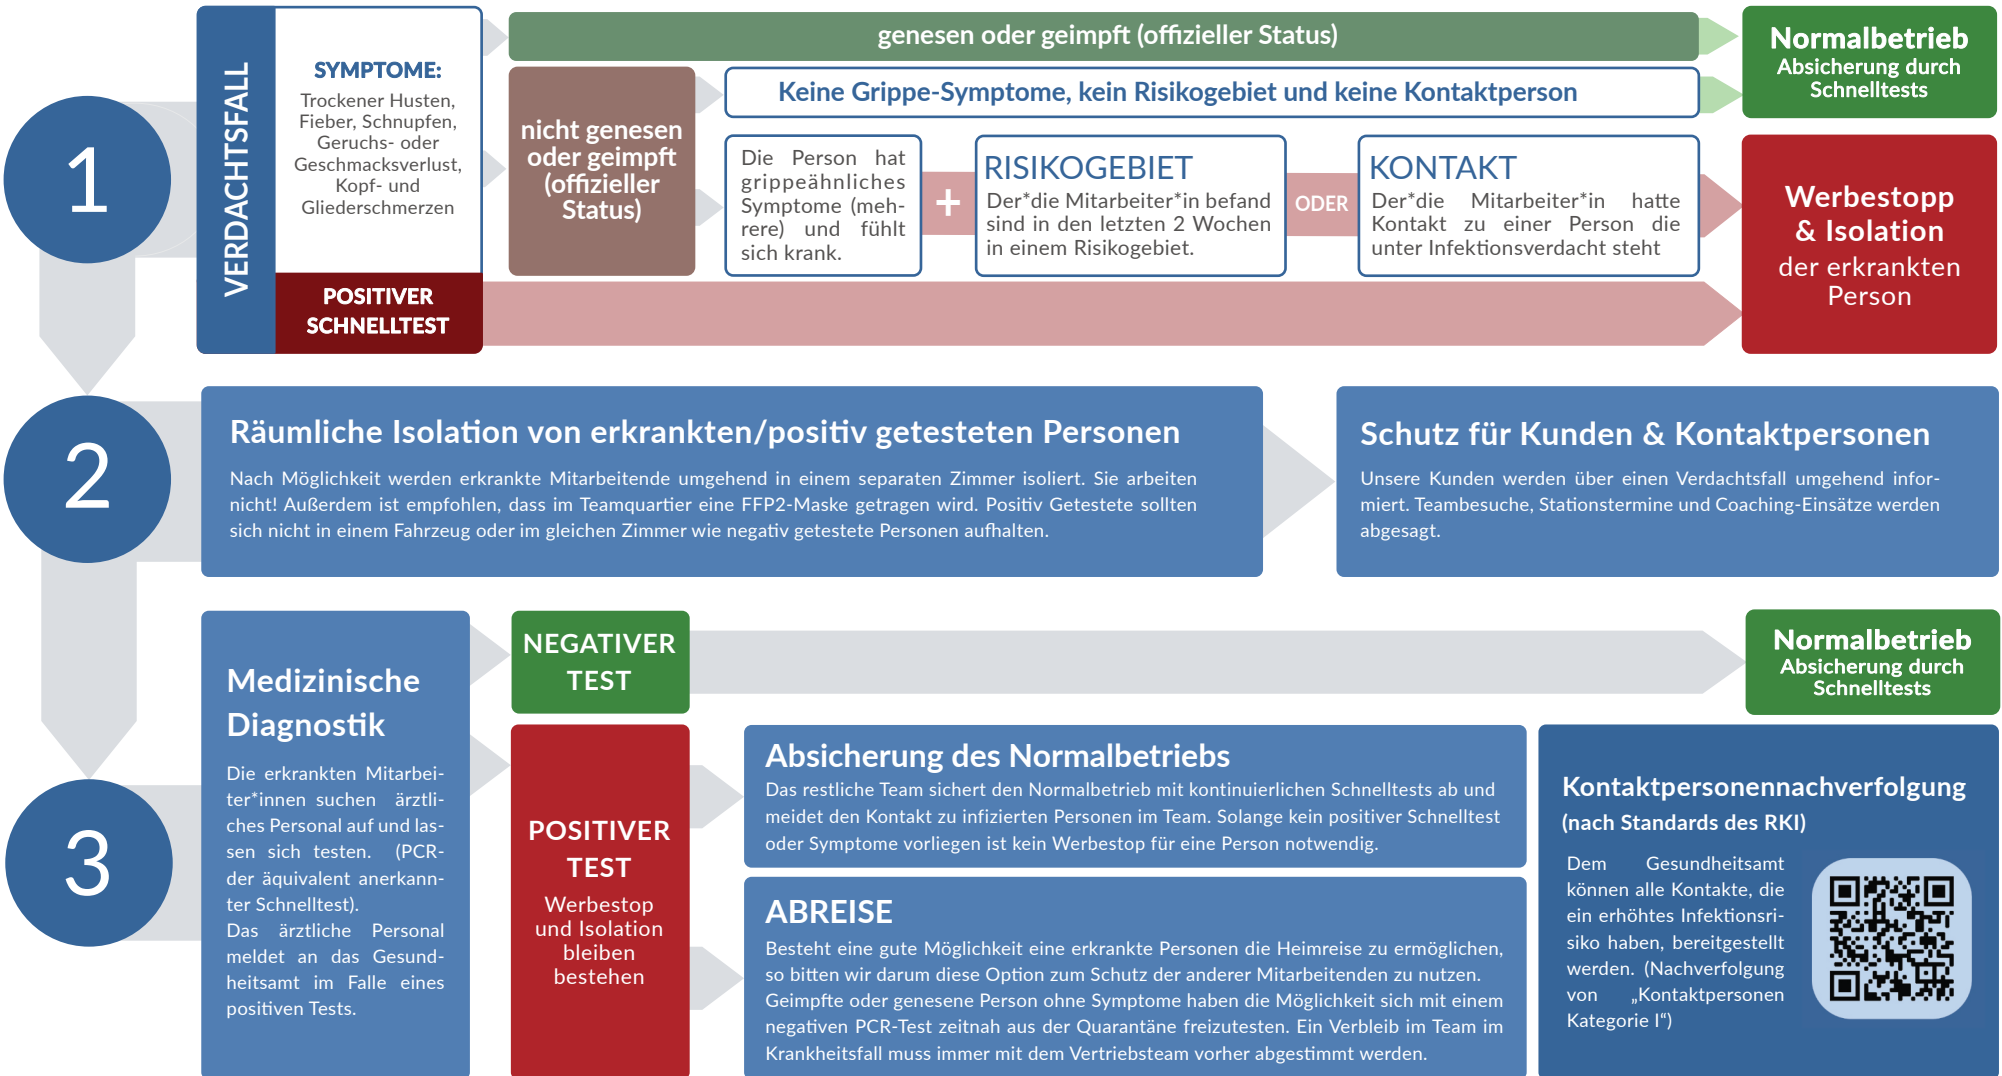 1
VERDACHTSFALL
SYMPTOME:
Trockener Husten,
Fieber, Schnupfen,
Geruchs- oder
Geschmacksverlust,
Kopf- und
Gliederschmerzen
POSITIVER
SCHNELLTEST
genesen oder geimpft (offizieller Status)
nicht genesen
oder geimpft
(offizieller
Status)
Keine Grippe-Symptome, kein Risikogebiet und keine Kontaktperson
Die Person hat
grippeähnliches
Symptome (meh-
rere) und fühlt
sich krank.
+
RISIKOGEBIET
Der*die Mitarbeiter*in befand
sind in den letzten 2 Wochen
in einem Risikogebiet.
ODER
KONTAKT
Der*die Mitarbeiter*in hatte
Kontakt zu einer Person die
unter Infektionsverdacht steht
Normalbetrieb
Absicherung durch
Schnelltests
Werbestopp
& Isolation
der erkrankten
Person
2
Räumliche Isolation von erkrankten/positiv getesteten Personen
Nach Möglichkeit werden erkrankte Mitarbeitende umgehend in einem separaten Zimmer isoliert. Sie arbeiten
nicht! Außerdem ist empfohlen, dass im Teamquartier eine FFP2-Maske getragen wird. Positiv Getestete sollten
sich nicht in einem Fahrzeug oder im gleichen Zimmer wie negativ getestete Personen aufhalten.
Schutz für Kunden & Kontaktpersonen
Unsere Kunden werden über einen Verdachtsfall umgehend infor-
miert. Teambesuche, Stationstermine und Coaching-Einsätze werden
abgesagt.
3
Medizinische
Diagnostik
Die erkrankten Mitarbei-
ter*innen suchen ärztli-
ches Personal auf und las-
sen sich testen. (PCR-
der äquivalent anerkann-
ter Schnelltest).
Das ärztliche Personal
meldet an das Gesund-
heitsamt im Falle eines
positiven Tests.
NEGATIVER
TEST
Normalbetrieb
Absicherung durch
Schnelltests
POSITIVER
TEST
Werbestop
und Isolation
bleiben
bestehen
Absicherung des Normalbetriebs
Das restliche Team sichert den Normalbetrieb mit kontinuierlichen Schnelltests ab und
meidet den Kontakt zu infizierten Personen im Team. Solange kein positiver Schnelltest
oder Symptome vorliegen ist kein Werbestop für eine Person notwendig.
ABREISE
Besteht eine gute Möglichkeit eine erkrankte Personen die Heimreise zu ermöglichen,
so bitten wir darum diese Option zum Schutz der anderer Mitarbeitenden zu nutzen.
Geimpfte oder genesene Person ohne Symptome haben die Möglichkeit sich mit einem
negativen PCR-Test zeitnah aus der Quarantäne freizutesten. Ein Verbleib im Team im
Krankheitsfall muss immer mit dem Vertriebsteam vorher abgestimmt werden.
Kontaktpersonennachverfolgung
(nach Standards des RKI)
Dem Gesundheitsamt
können alle Kontakte, die
ein erhöhtes Infektionsri-
siko haben, bereitgestellt
werden. (Nachverfolgung
von „Kontaktpersonen
Kategorie I“)